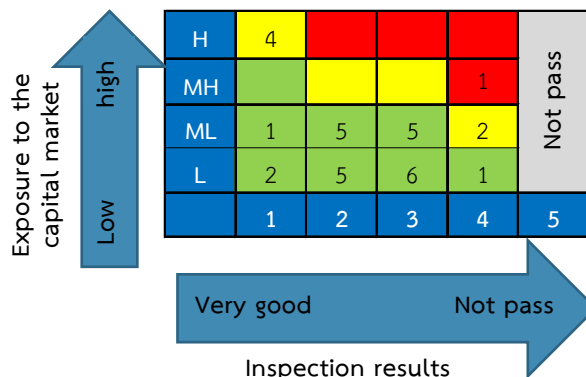 Exposure to the
capital market
high
Low
H 4
MH 1
ML 1 5 5 2
L 2 5 6 1
Not pass
1 2 3 4 5
Very good Not pass
Inspection results